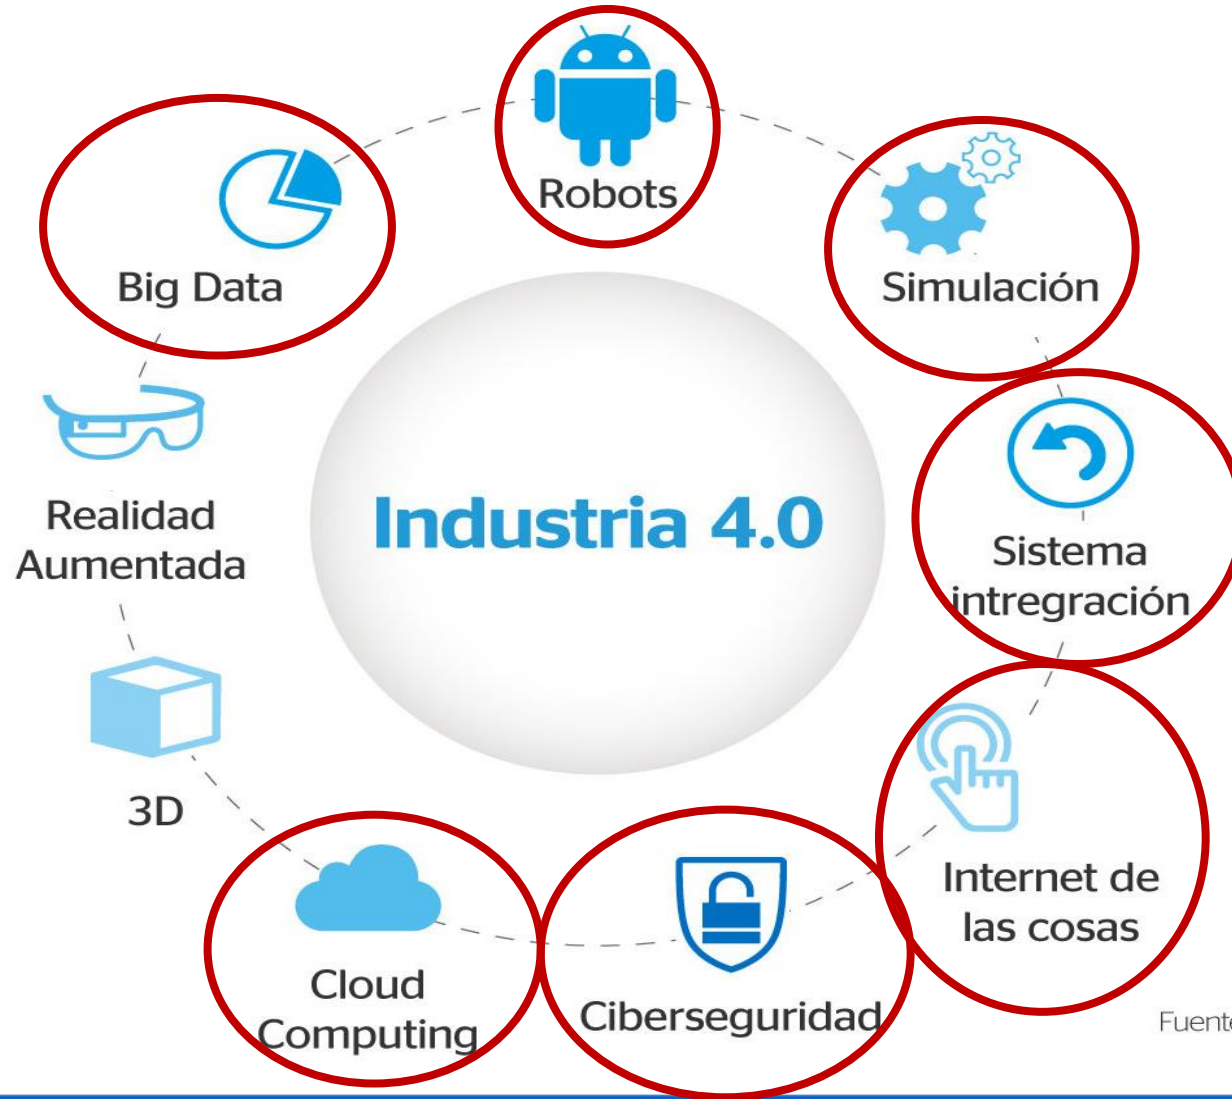 Robots
Big Data
Simulación
Realidad
Aumentada
Industria 4.0
Sistema
intregración
3D
Internet de
las cosas
Cloud
Computing
Ciberseguridad